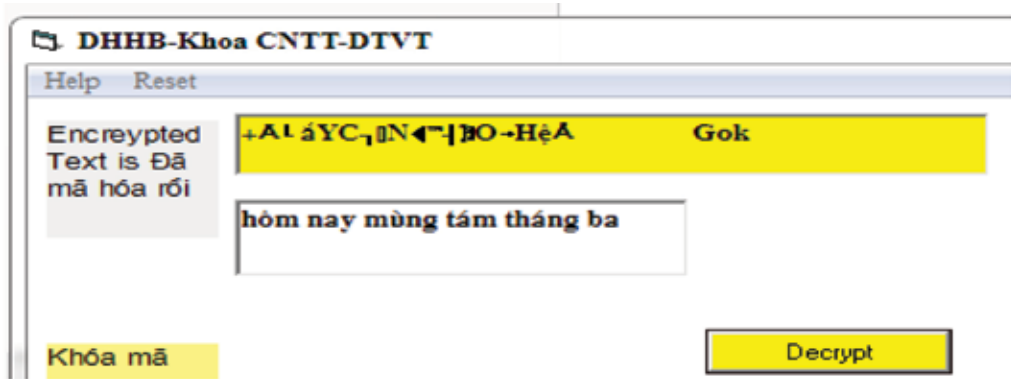 DHHB-Khoa CNTT-DTVT
Help Reset
Encreypted
Text is Đã
mã hóa rồi
Gok
hôm nay mùng tám tháng ba
Khóa mã
Decrypt